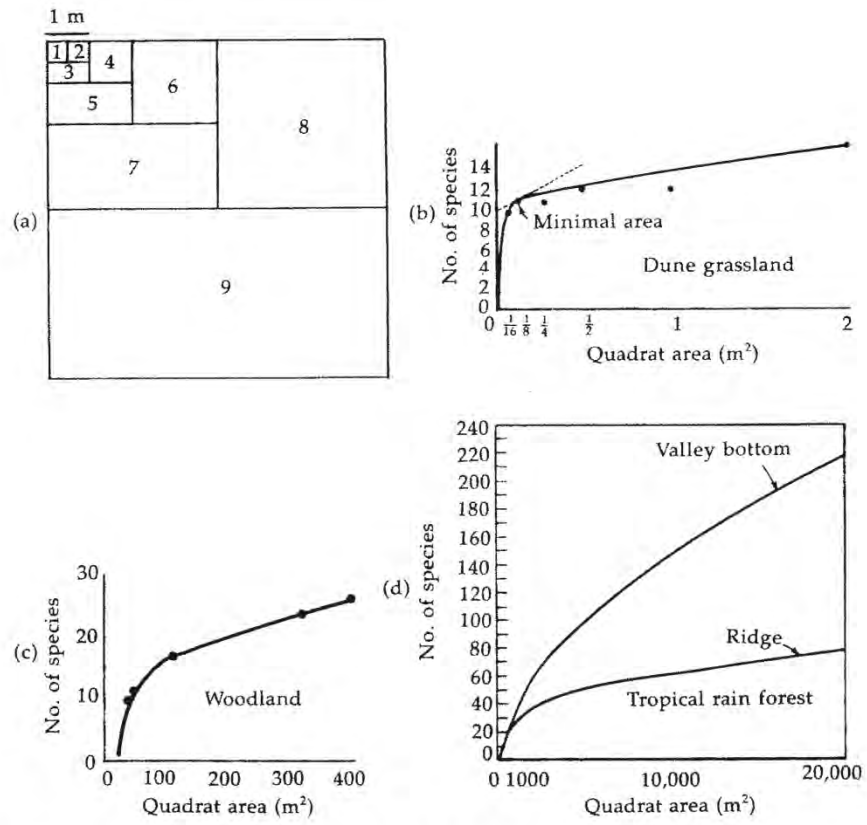 1 m
1 2
3
4
5
6
7
8
9
(a)
(b)
No. of species
14
12
10
8
6
4
2
0
Minimal area
Dune grassland
0 1/16 1/8 1/4 1/2 1 2
Quadrat area (m²)
(c)
No. of species
30
20
10
0
Woodland
0 100 200 300 400
Quadrat area (m²)
(d)
No. of species
240
220
200
180
160
140
120
100
80
60
40
20
0
Valley bottom
Ridge
Tropical rain forest
0 1000 10,000 20,000
Quadrat area (m²)